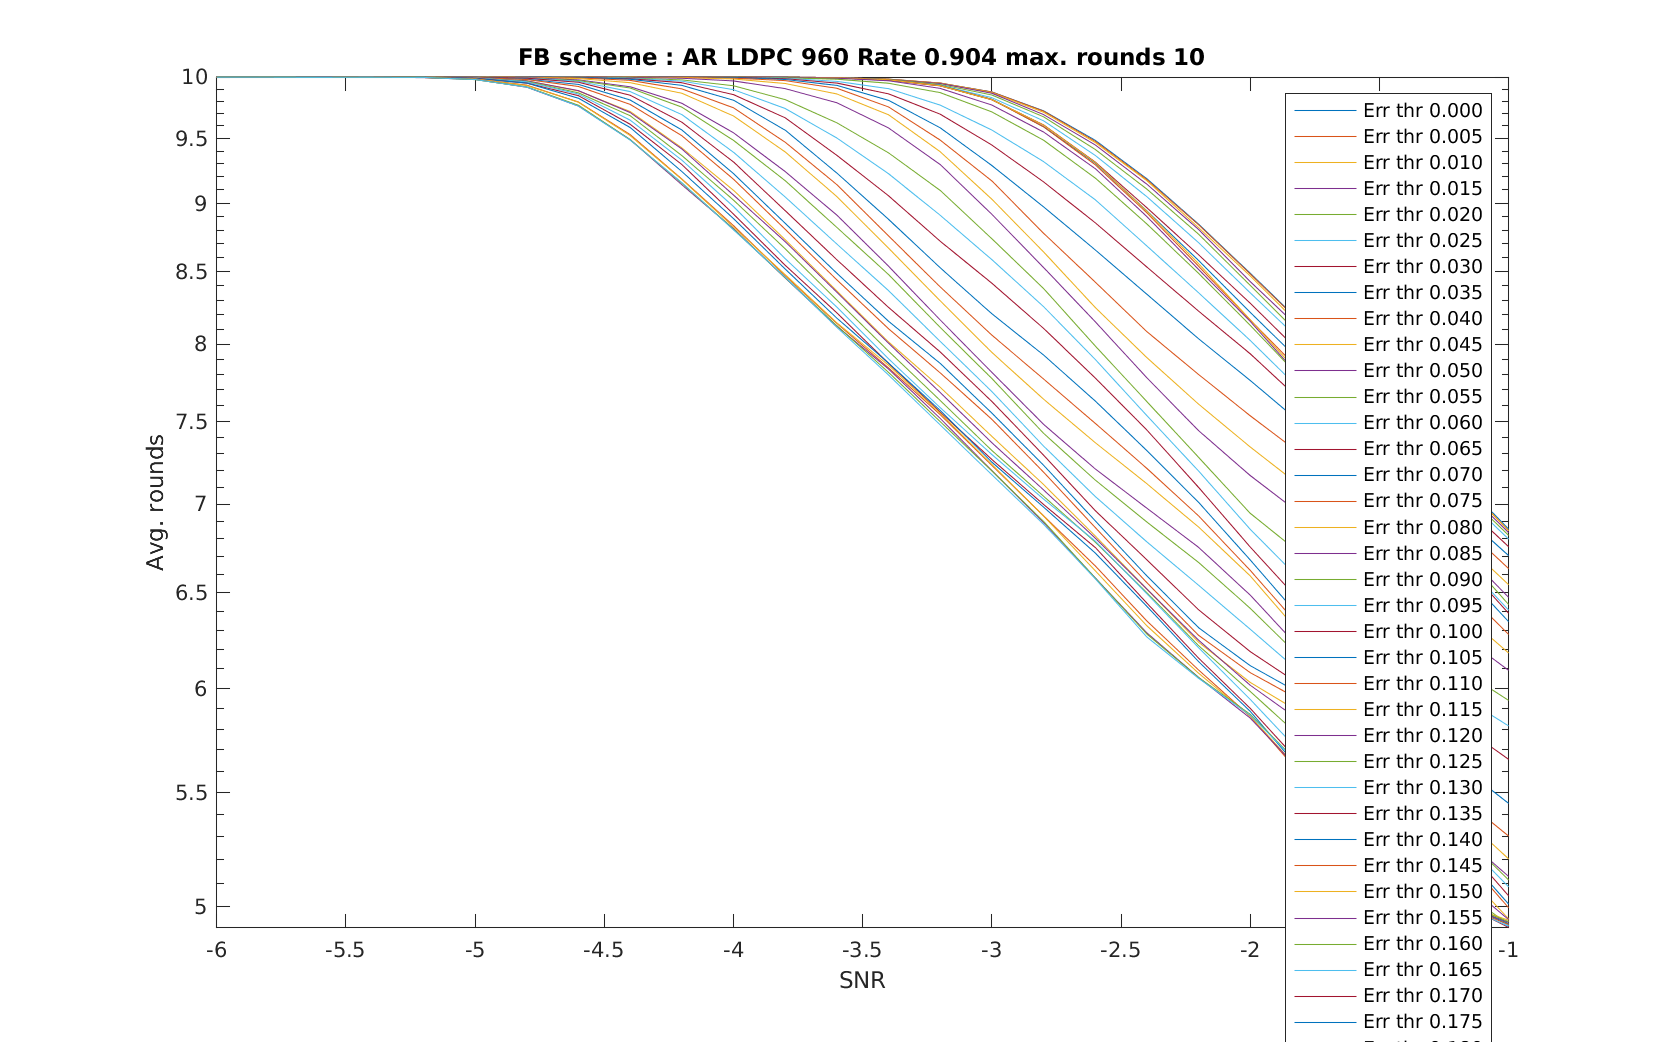 FB scheme : AR LDPC 960 Rate 0.904 max. rounds 10
10
9.5
9
8.5
8
7.5
7
6.5
6
5.5
5
Avg. rounds
-6 -5.5 -5 -4.5 -4 -3.5 -3 -2.5 -2 -1
SNR
Err thr 0.000
Err thr 0.005
Err thr 0.010
Err thr 0.015
Err thr 0.020
Err thr 0.025
Err thr 0.030
Err thr 0.035
Err thr 0.040
Err thr 0.045
Err thr 0.050
Err thr 0.055
Err thr 0.060
Err thr 0.065
Err thr 0.070
Err thr 0.075
Err thr 0.080
Err thr 0.085
Err thr 0.090
Err thr 0.095
Err thr 0.100
Err thr 0.105
Err thr 0.110
Err thr 0.115
Err thr 0.120
Err thr 0.125
Err thr 0.130
Err thr 0.135
Err thr 0.140
Err thr 0.145
Err thr 0.150
Err thr 0.155
Err thr 0.160
Err thr 0.165
Err thr 0.170
Err thr 0.175